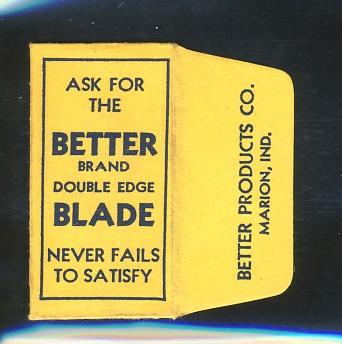 ASK FOR
THE
BETTER
BRAND
DOUBLE EDGE
BLADE
NEVER FAILS
TO SATISFY
BETTER PRODUCTS CO.
MARION, IND.